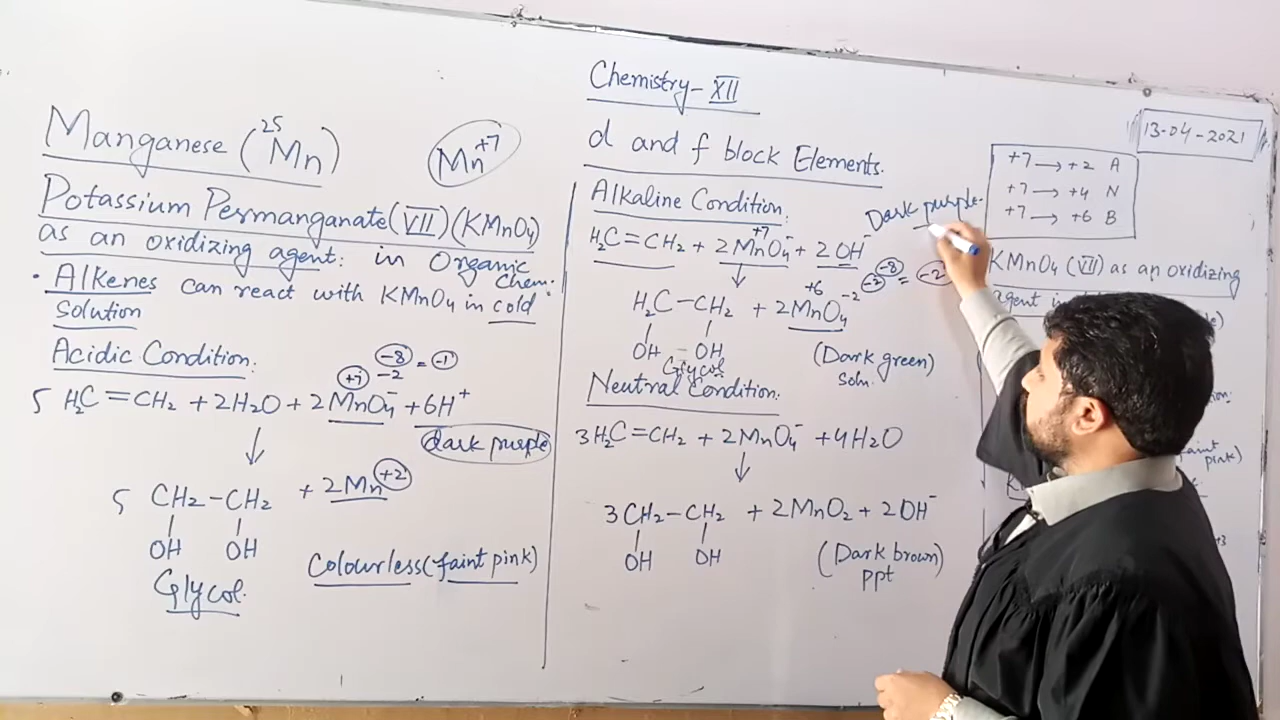 Chemistry - XII
13-04-2021
Manganese (²⁵Mn)
Mn⁺⁷
Potassium Permanganate (VII) (KMnO₄)
as an oxidizing agent: in Organic Chem:
• Alkenes can react with KMnO₄ in cold
solution
Acidic Condition:
+7 -8 -2 = -1
5 H₂C=CH₂ + 2H₂O + 2MnO₄⁻ + 6H⁺
dark purple
↓
5 CH₂-CH₂ + 2Mn⁺²
OH OH
Glycol
Colourless (faint pink)
d and f block Elements.
Alkaline Condition:
Dark purple
+7
H₂C=CH₂ + 2MnO₄⁻ + 2OH⁻
↓
+6 -2 -8 = -2
H₂C-CH₂ + 2MnO₄⁻²
OH OH
Glycol
(Dark green)
Soln.
Neutral Condition:
3H₂C=CH₂ + 2MnO₄⁻ + 4H₂O
↓
3CH₂-CH₂ + 2MnO₂ + 2OH⁻
OH OH
(Dark brown)
ppt
+7 → +2 A
+7 → +4 N
+7 → +6 B
KMnO₄ (VII) as an oxidizing
agent in
faint
pink)
+3